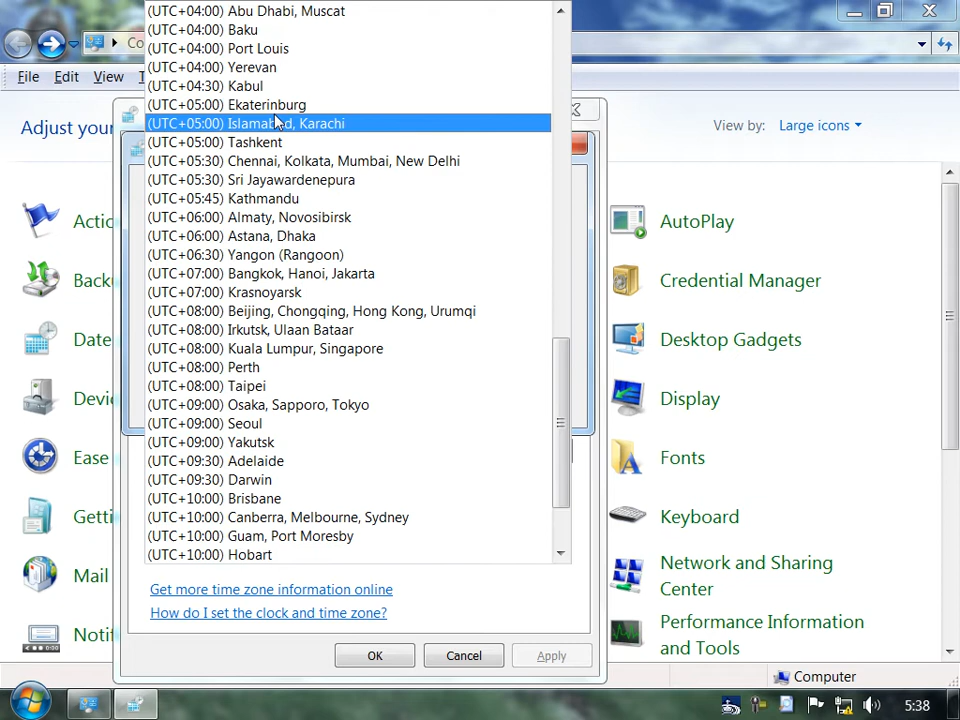 (UTC+04:00) Abu Dhabi, Muscat
(UTC+04:00) Baku
(UTC+04:00) Port Louis
(UTC+04:00) Yerevan
(UTC+04:30) Kabul
(UTC+05:00) Ekaterinburg
(UTC+05:00) Islamabad, Karachi
(UTC+05:00) Tashkent
(UTC+05:30) Chennai, Kolkata, Mumbai, New Delhi
(UTC+05:30) Sri Jayawardenepura
(UTC+05:45) Kathmandu
(UTC+06:00) Almaty, Novosibirsk
(UTC+06:00) Astana, Dhaka
(UTC+06:30) Yangon (Rangoon)
(UTC+07:00) Bangkok, Hanoi, Jakarta
(UTC+07:00) Krasnoyarsk
(UTC+08:00) Beijing, Chongqing, Hong Kong, Urumqi
(UTC+08:00) Irkutsk, Ulaan Bataar
(UTC+08:00) Kuala Lumpur, Singapore
(UTC+08:00) Perth
(UTC+08:00) Taipei
(UTC+09:00) Osaka, Sapporo, Tokyo
(UTC+09:00) Seoul
(UTC+09:00) Yakutsk
(UTC+09:30) Adelaide
(UTC+09:30) Darwin
(UTC+10:00) Brisbane
(UTC+10:00) Canberra, Melbourne, Sydney
(UTC+10:00) Guam, Port Moresby
(UTC+10:00) Hobart
Get more time zone information online
How do I set the clock and time zone?
OK Cancel Apply
Co
File Edit View T
Adjust your
View by: Large icons
Actio
Back
Date
Devi
Ease
Getti
Mail
Notif
AutoPlay
Credential Manager
Desktop Gadgets
Display
Fonts
Keyboard
Network and Sharing
Center
Performance Information
and Tools
Computer
5:38